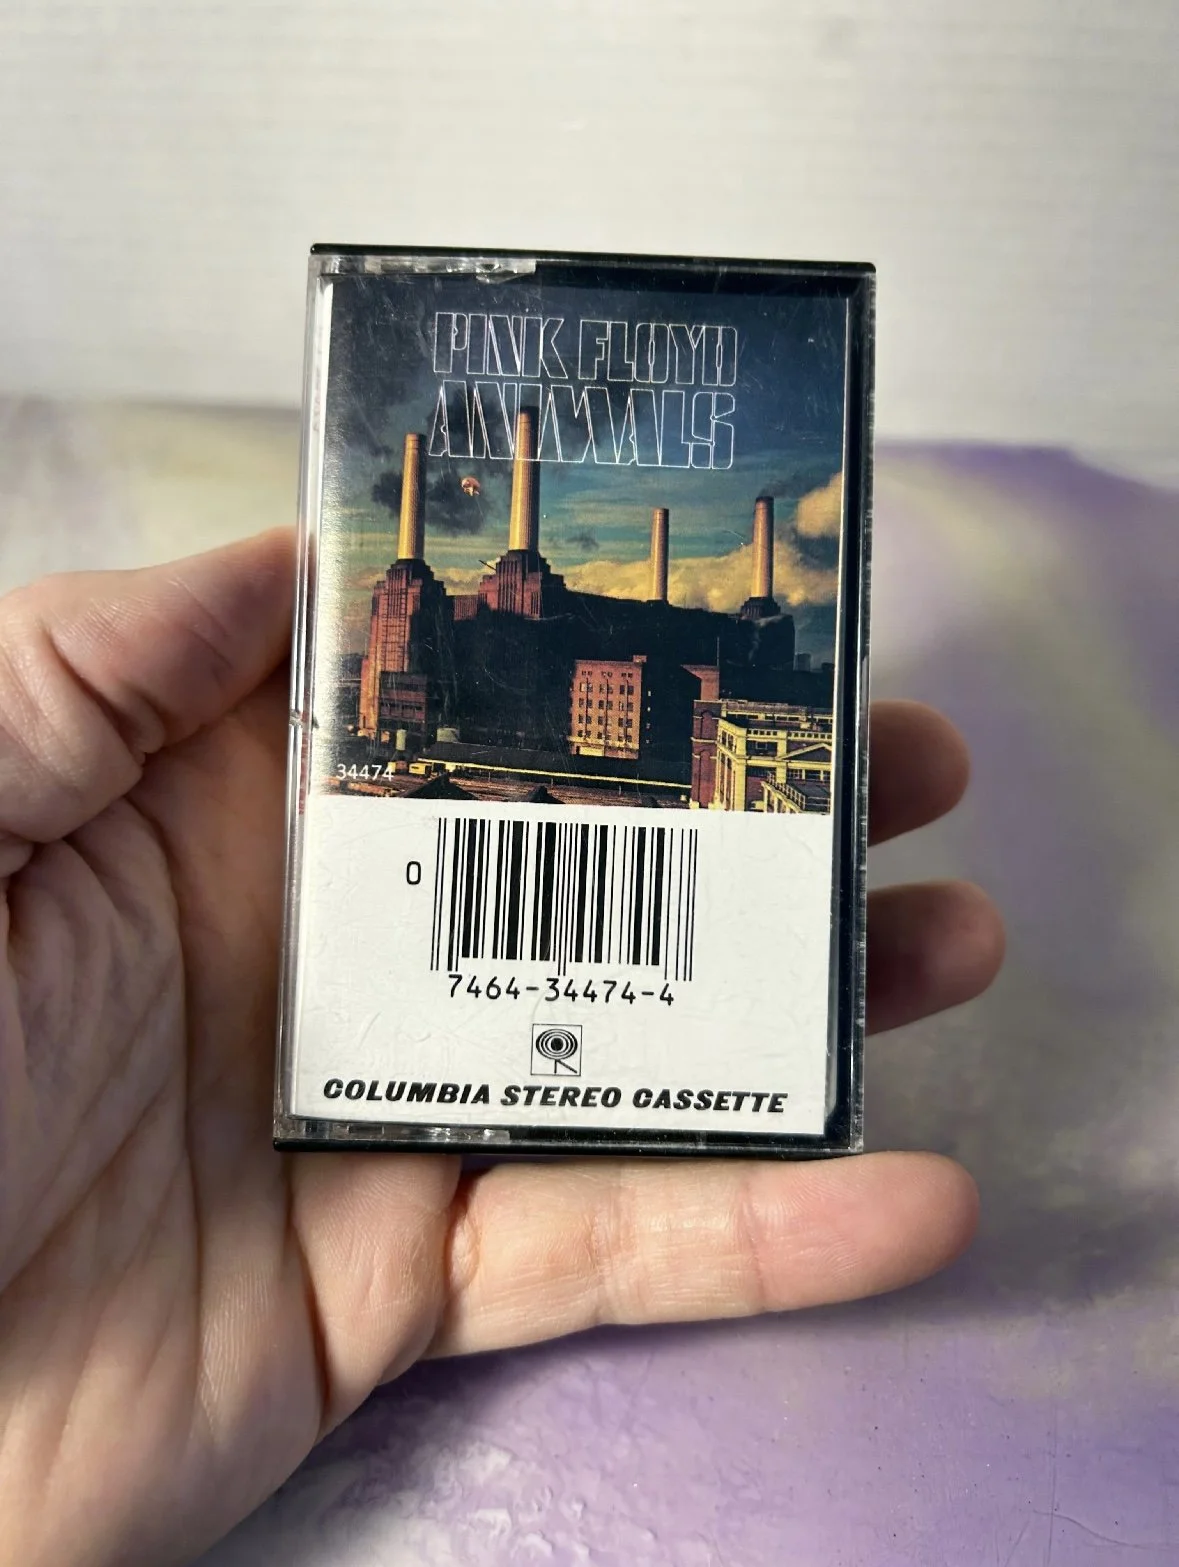 PINK FLOYD
ANIMALS
34474
0
7464-34474-4
COLUMBIA STEREO CASSETTE